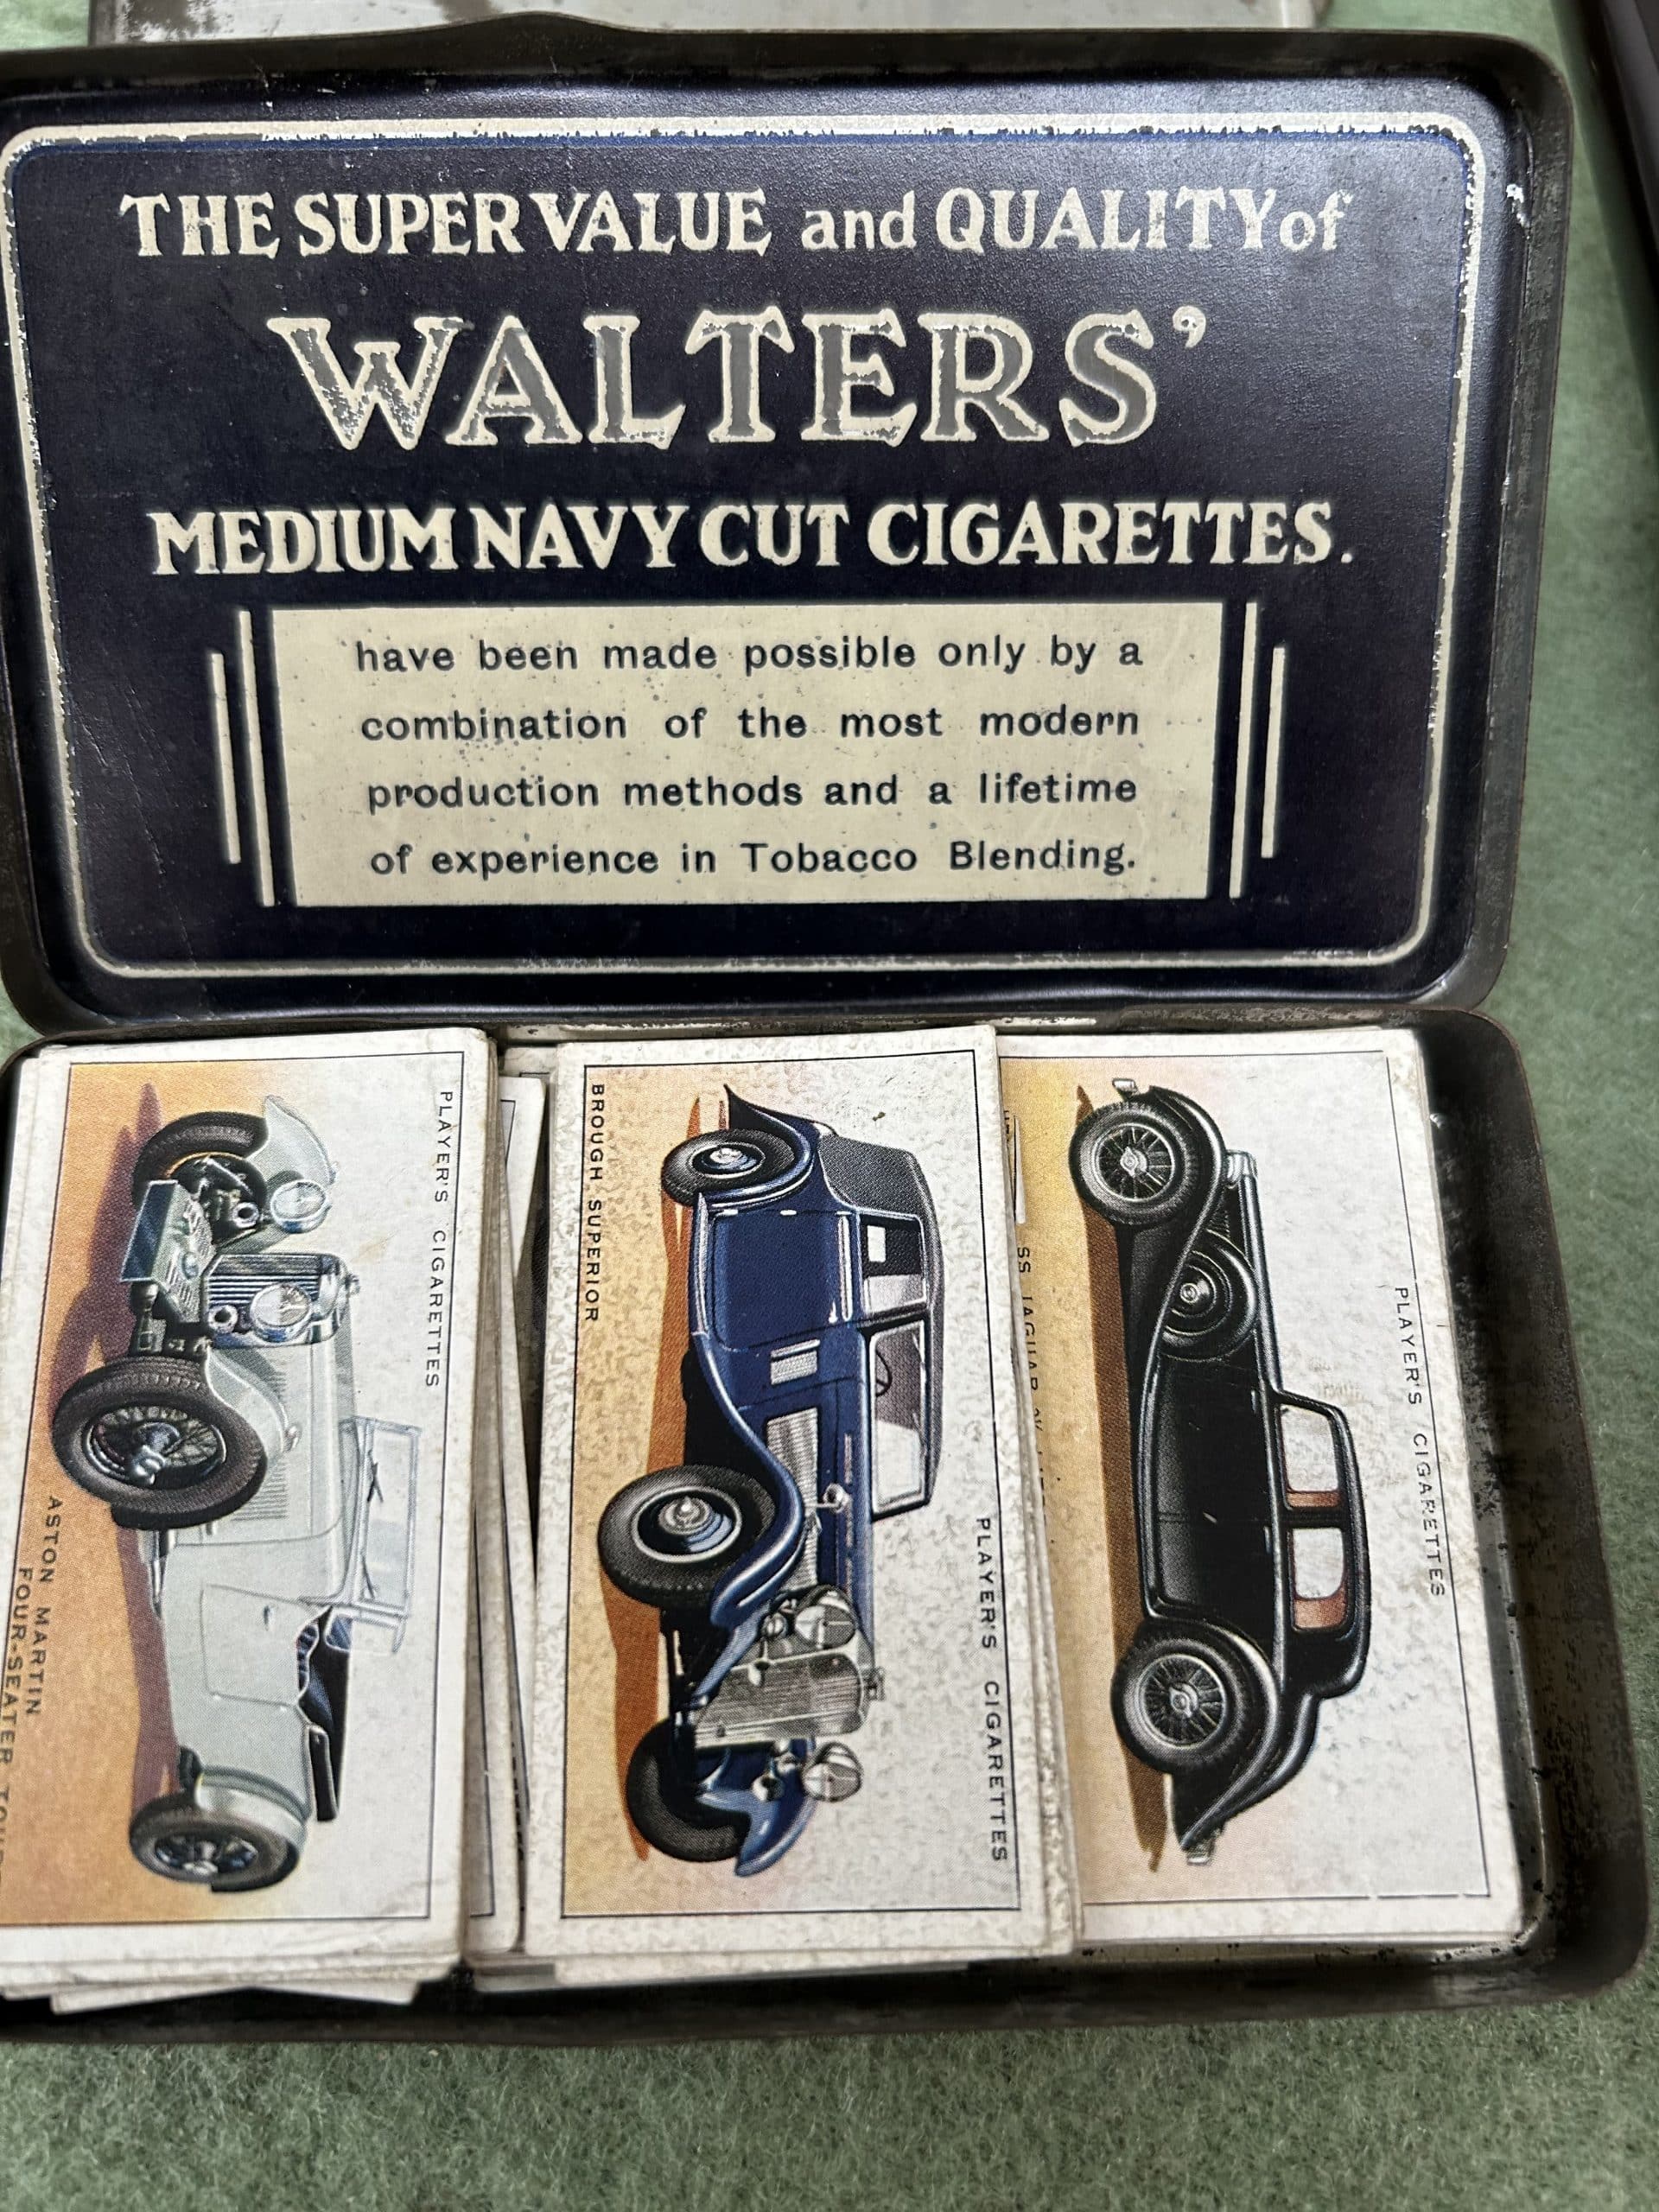 THE SUPER VALUE and QUALITY of
WALTERS'
MEDIUM NAVY CUT CIGARETTES.
have been made possible only by a
combination of the most modern
production methods and a lifetime
of experience in Tobacco Blending.
PLAYER'S CIGARETTES
ASTON MARTIN
FOUR-SEATER
BROUGH SUPERIOR
PLAYER'S CIGARETTES
PLAYER'S CIGARETTES
SS JAGUAR